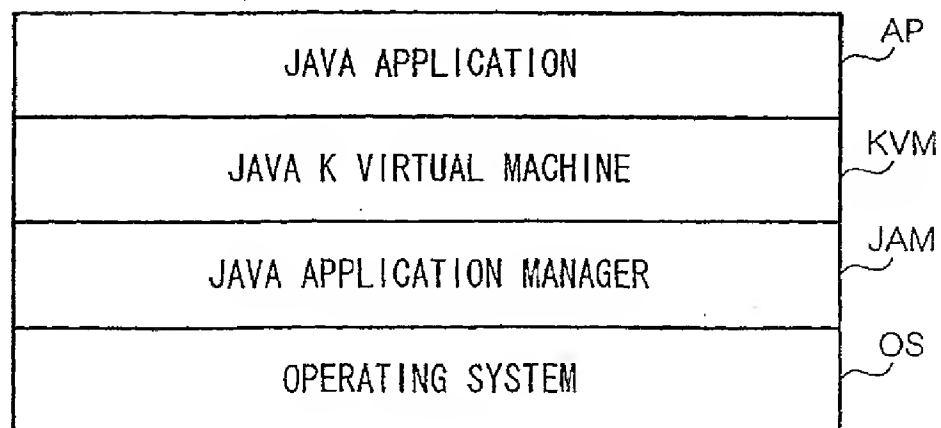 JAVA APPLICATION
AP
JAVA K VIRTUAL MACHINE
KVM
JAVA APPLICATION MANAGER
JAM
OPERATING SYSTEM
OS